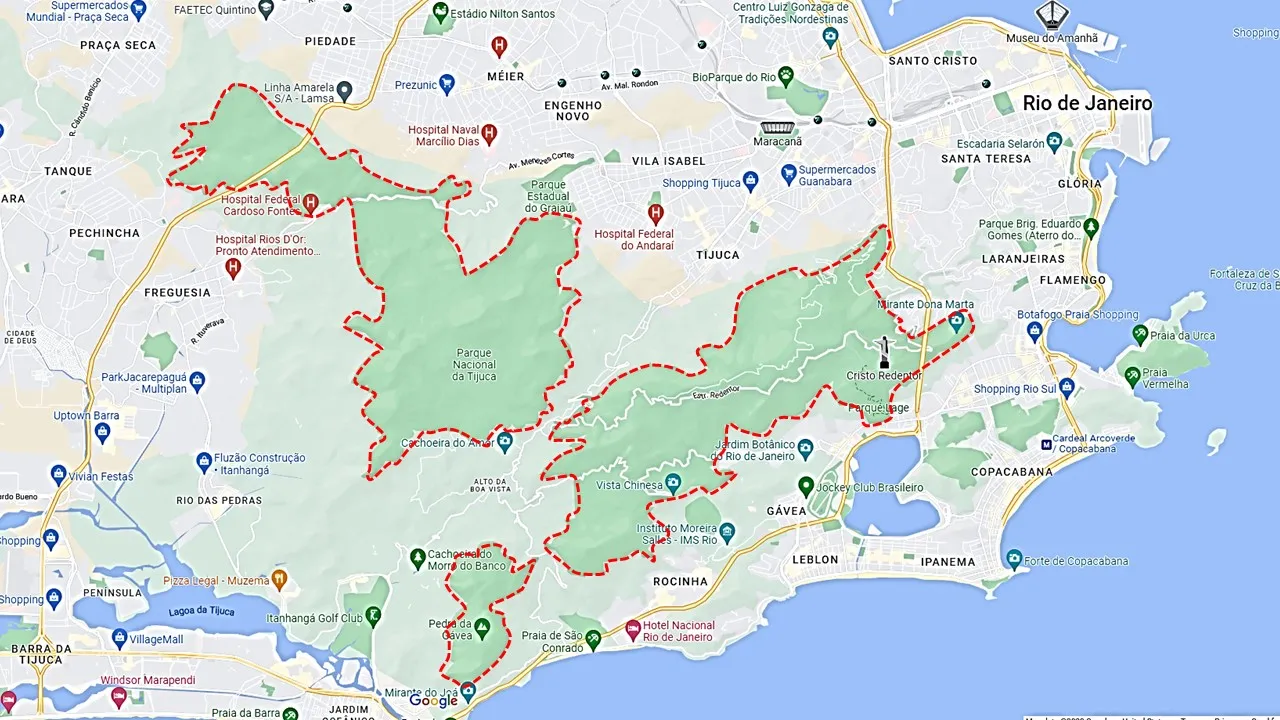 Supermercados
Mundial - Praça Seca
FAETEC Quintino
Estádio Nilton Santos
Centro Luiz Gonzaga de
Tradições Nordestinas
Museu do Amanhã
Shopping
PRAÇA SECA
PIEDADE
MÉIER
SANTO CRISTO
Linha Amarela
S/A - Lamsa
Prezunic
Av. Mal. Rondon
BioParque do Rio
R. Cândido Benício
ENGENHO
NOVO
Rio de Janeiro
Hospital Naval
Marcílio Dias
Maracanã
Escadaria Selarón
SANTA TERESA
Av. Menezes Cortes
VILA ISABEL
TANQUE
Supermercados
Guanabara
Shopping Tijuca
GLÓRIA
ARA
Hospital Federal
Cardoso Fontes
Parque
Estadual
do Grajaú
Parque Brig. Eduardo
Gomes (Aterro do...
PECHINCHA
Hospital Federal
do Andaraí
Hospital Rios D'Or:
Pronto Atendimento...
TIJUCA
LARANJEIRAS
FLAMENGO
Fortaleza de S
Cruz da B
FREGUESIA
Mirante Dona Marta
Botafogo Praia Shopping
R. Ituverava
CIDADE
DE DEUS
Praia da Urca
Parque
Nacional
da Tijuca
ParkJacarepaguá
- Multiplan
Cristo Redentor
Praia
Vermelha
Estr. Redentor
Shopping Rio Sul
Uptown Barra
Parque Lage
Cachoeira do Amor
Jardim Botânico
do Rio de Janeiro
Cardeal Arcoverde
/ Copacabana
Fluzão Construção
• Itanhangá
Vivian Festas
COPACABANA
ALTO DA
BOA VISTA
Vista Chinesa
Jockey Club Brasileiro
ardo Bueno
RIO DAS PEDRAS
GÁVEA
Instituto Moreira
Salles - IMS Rio
Shopping
Cachoeira do
Morro do Banco
LEBLON
IPANEMA
Forte de Copacabana
Pizza Legal - Muzema
ROCINHA
PENÍNSULA
Shopping
Lagoa da Tijuca
Itanhangá Golf Club
Pedra da
Gávea
Praia de São
Conrado
Hotel Nacional
Rio de Janeiro
VillageMall
BARRA DA
TIJUCA
Windsor Marapendi
Mirante do Joá
Google
Praia da Barra
JARDIM
OCEÂNICO